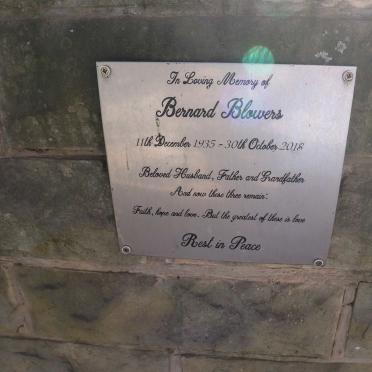 In Loving Memory of
Bernard Blowers
11th December 1935 - 30th October 2018
Beloved Husband, Father and Grandfather
And now these three remain:
Faith, hope and love. But the greatest of these is love
Rest in Peace